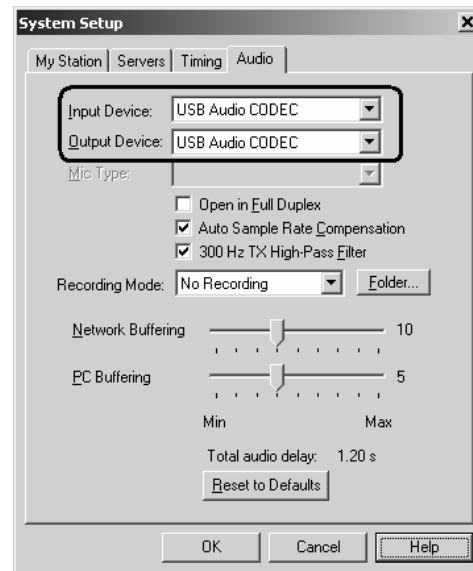 System Setup
My Station Servers Timing Audio
Input Device: USB Audio CODEC
Output Device: USB Audio CODEC
Mic Type:
Open in Full Duplex
Auto Sample Rate Compensation
300 Hz TX High-Pass Filter
Recording Mode: No Recording Folder...
Network Buffering 10
PC Buffering 5
Min Max
Total audio delay: 1.20 s
Reset to Defaults
OK Cancel Help